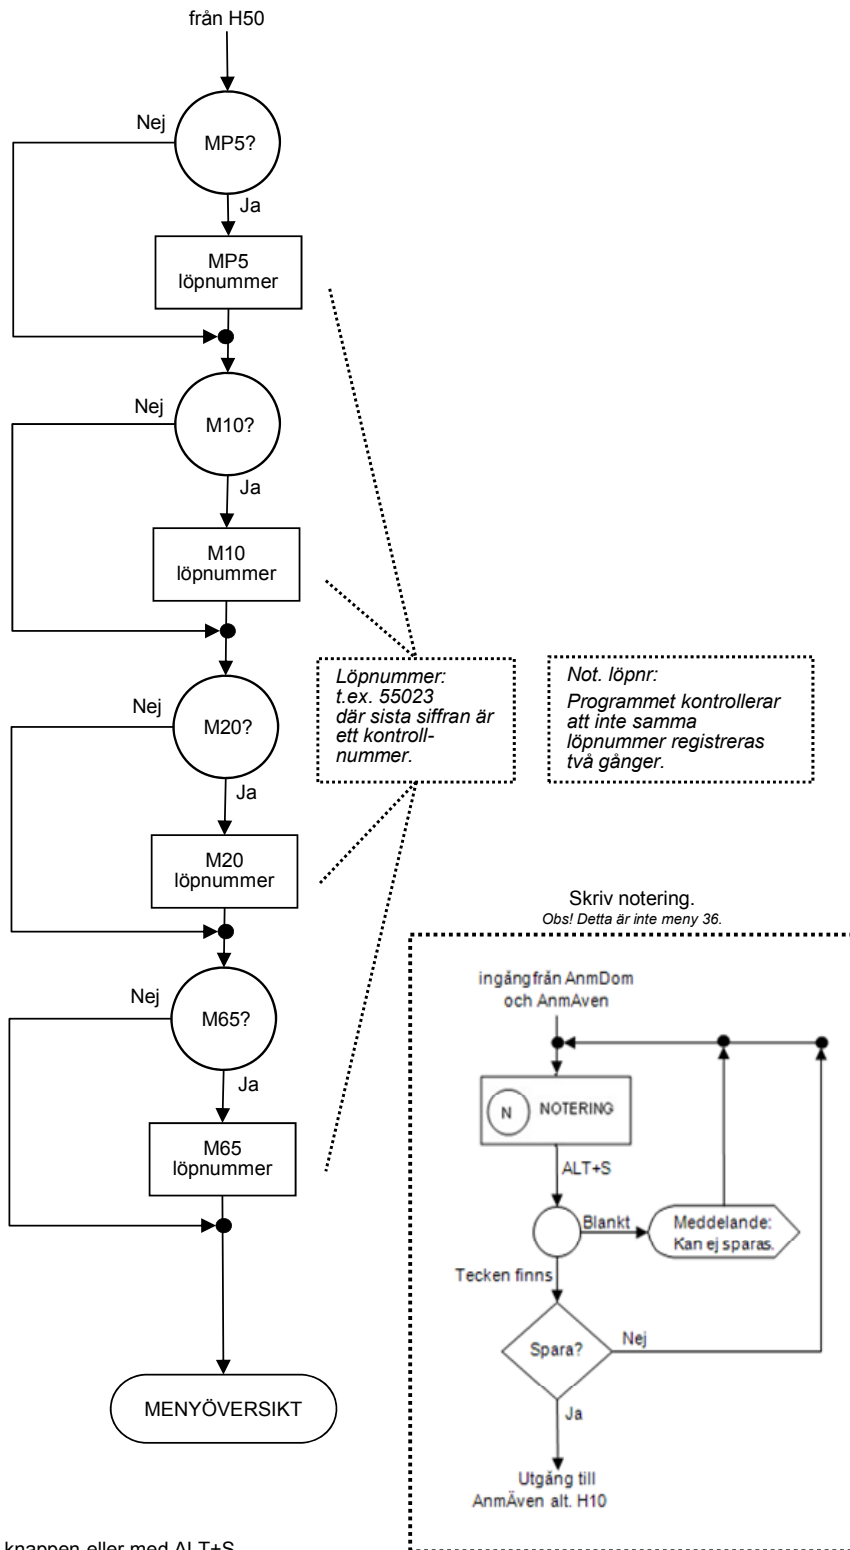 från H50
Nej
MP5?
Ja
MP5
löpnummer
Nej
M10?
Ja
M10
löpnummer
Löpnummer:
t.ex. 55023
där sista siffran är
ett kontroll-
nummer.
Not. löpnr:
Programmet kontrollerar
att inte samma
löpnummer registreras
två gånger.
Nej
M20?
Ja
M20
löpnummer
Nej
M65?
Ja
M65
löpnummer
MENYÖVERSIKT
Skriv notering.
Obs! Detta är inte meny 36.
ingång från AnmDom
och AnmAven
N NOTERING
ALT+S
Blankt
Meddelande:
Kan ej sparas.
Tecken finns
Spara?
Nej
Ja
Utgång till
AnmÄven alt. H10
knappen eller med ALT+S